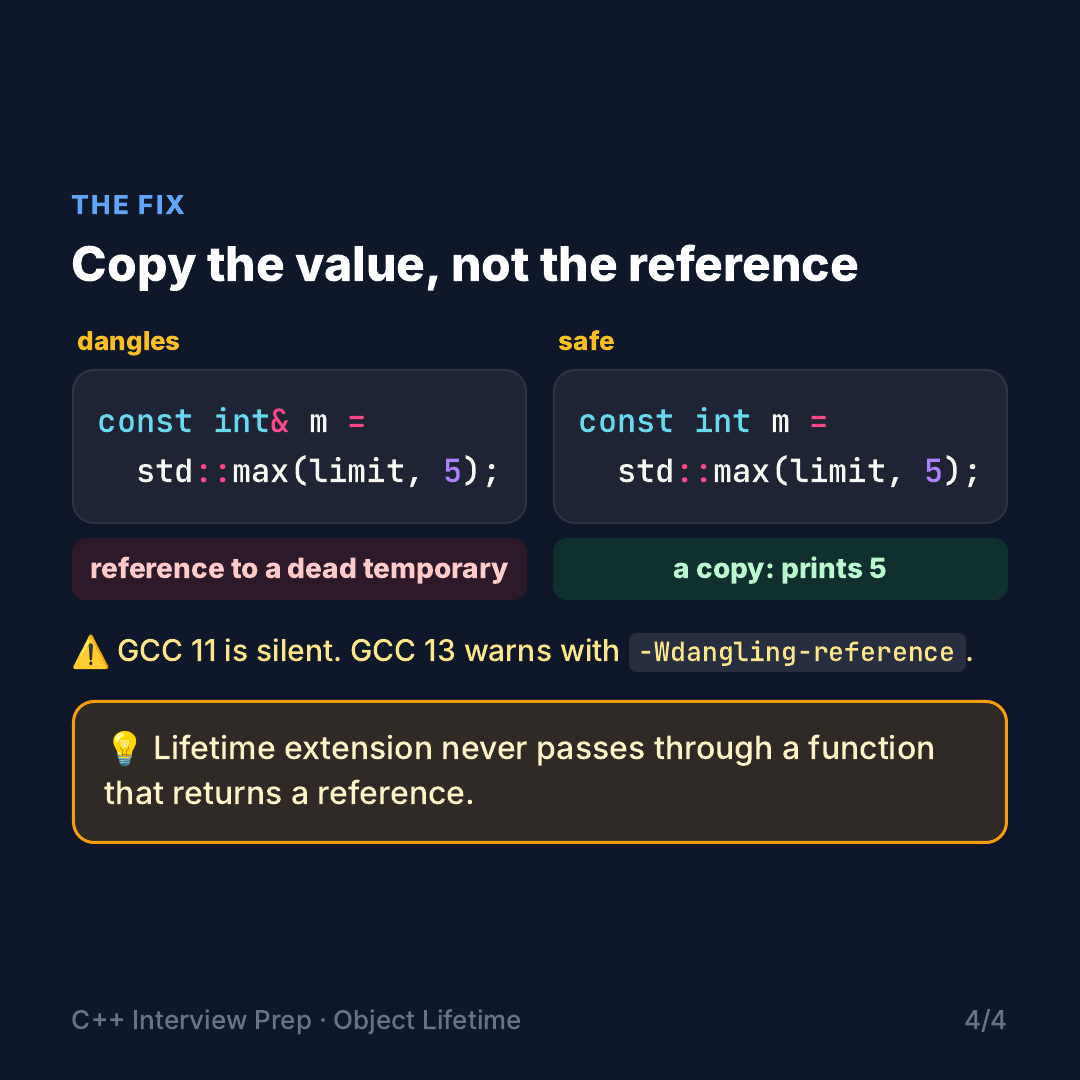 THE FIX
Copy the value, not the reference
dangles
const int& m =
  std::max(limit, 5);
reference to a dead temporary
safe
const int m =
  std::max(limit, 5);
a copy: prints 5
⚠️ GCC 11 is silent. GCC 13 warns with -Wdangling-reference.
💡 Lifetime extension never passes through a function
that returns a reference.
C++ Interview Prep · Object Lifetime
4/4